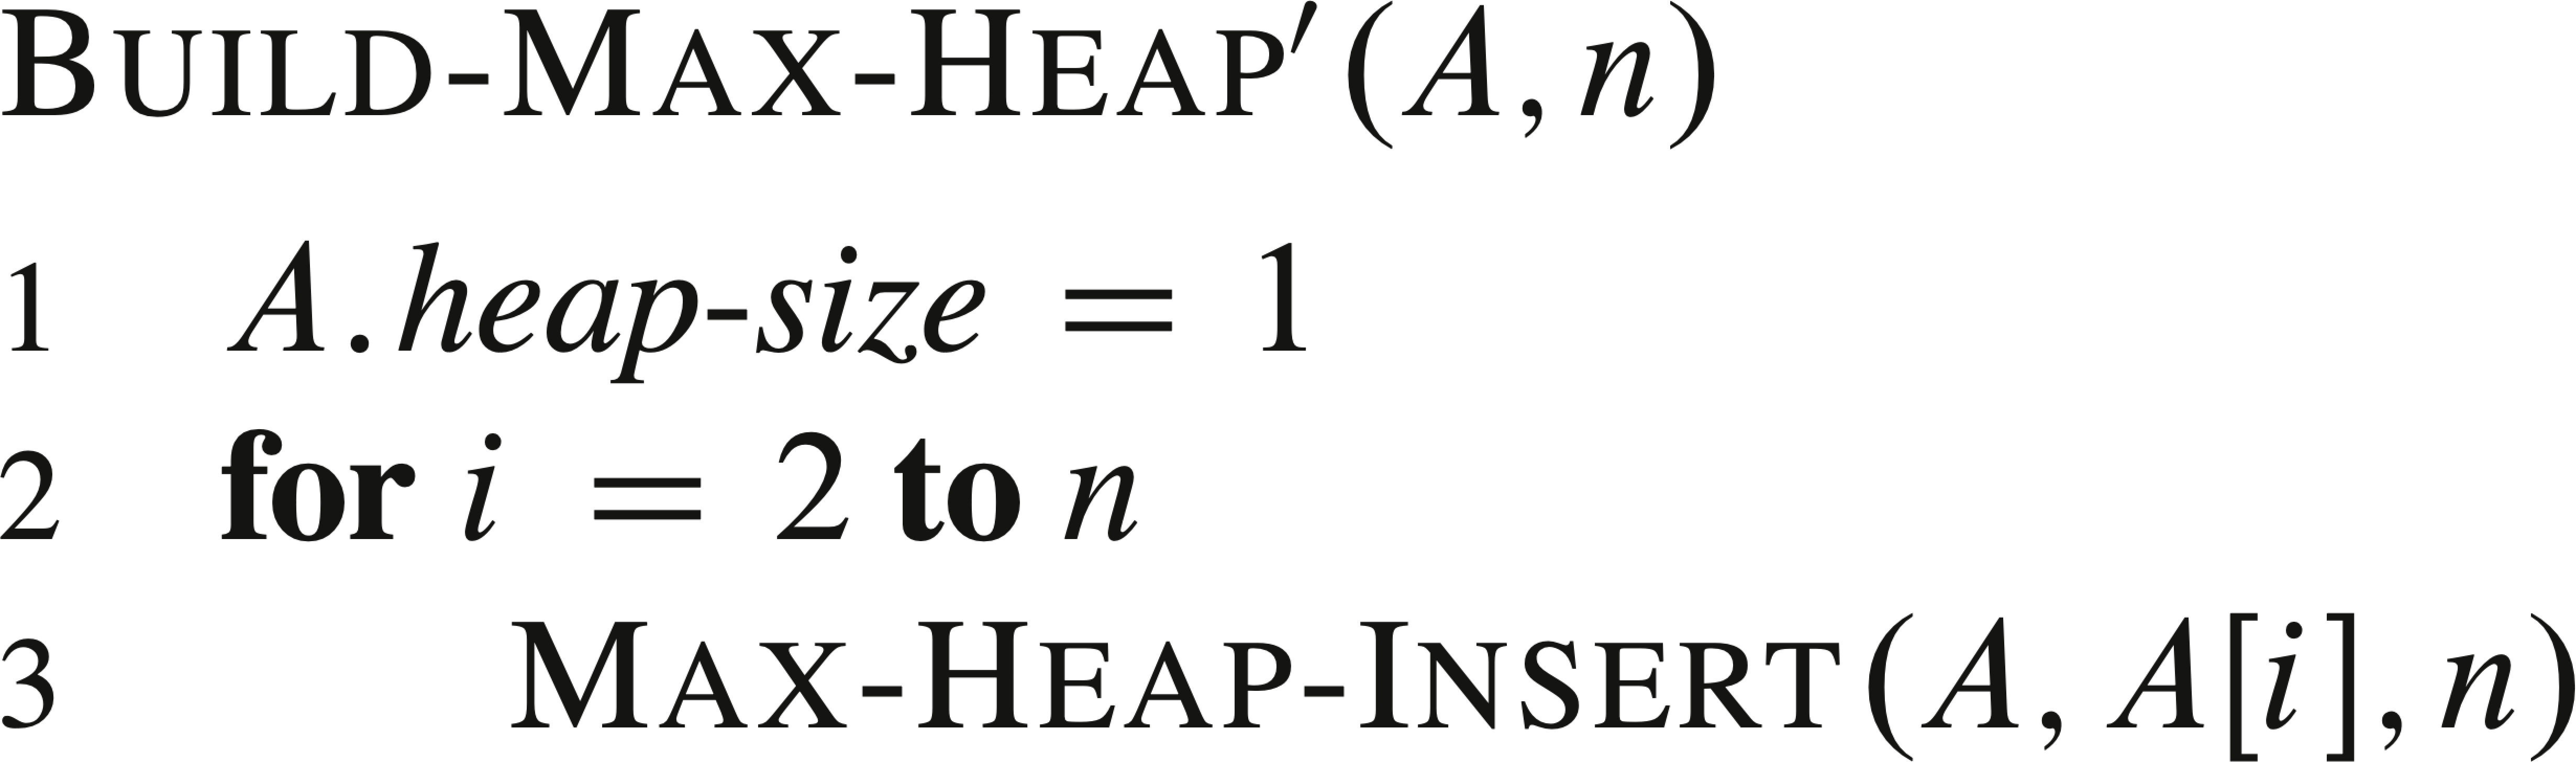 BUILD-MAX-HEAP′(A, n)
1 A.heap-size = 1
2 for i = 2 to n
3 MAX-HEAP-INSERT(A, A[i], n)